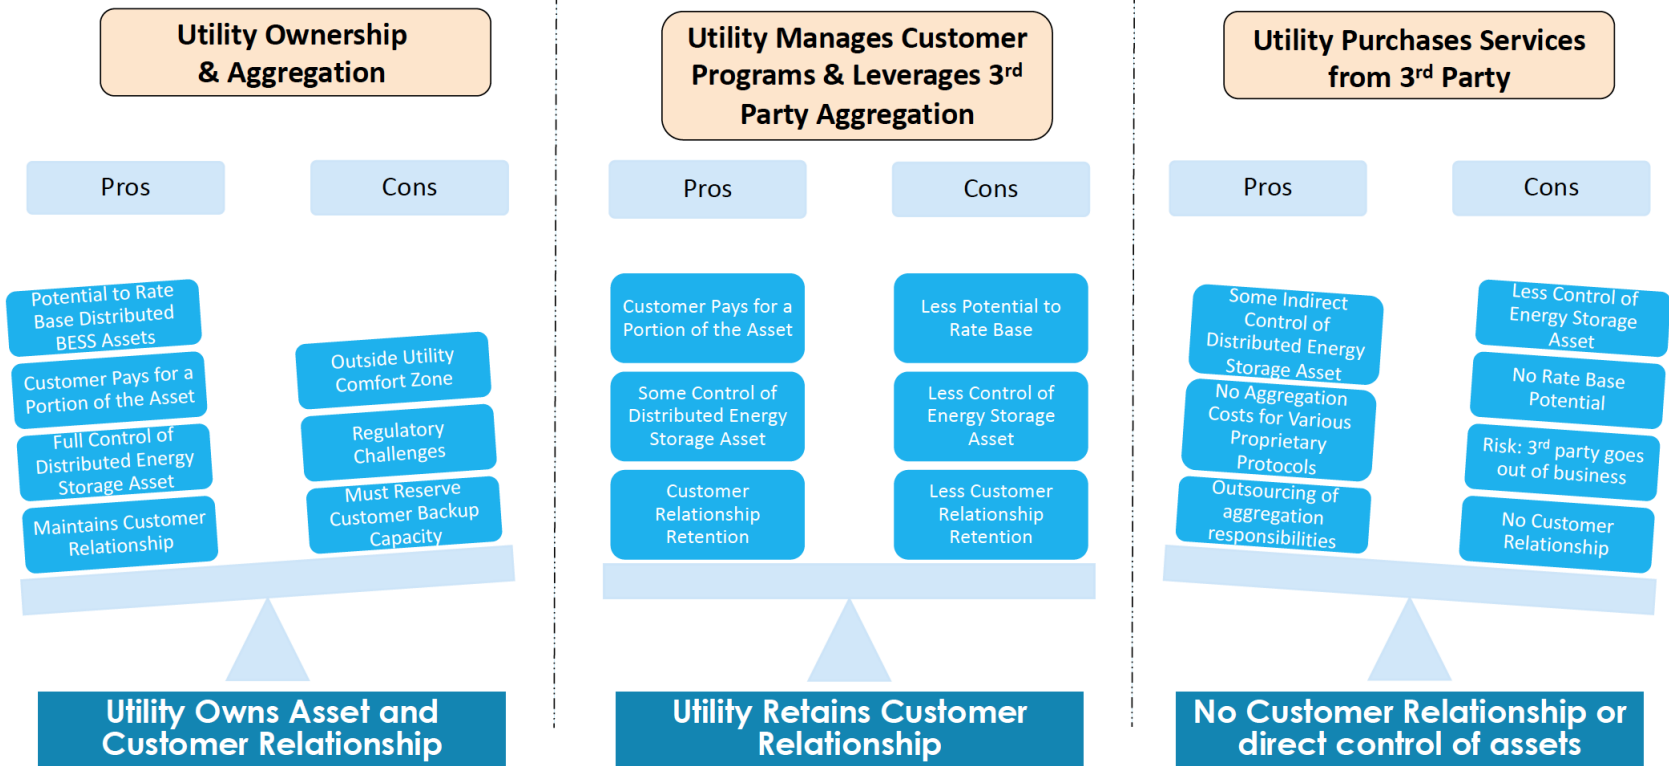 Utility Ownership
& Aggregation
Pros
Cons
Potential to Rate
Base Distributed
BESS Assets
Customer Pays for a
Portion of the Asset
Full Control of
Distributed Energy
Storage Asset
Maintains Customer
Relationship
Outside Utility
Comfort Zone
Regulatory
Challenges
Must Reserve
Customer Backup
Capacity
Utility Owns Asset and
Customer Relationship
Utility Manages Customer
Programs & Leverages 3rd
Party Aggregation
Pros
Cons
Customer Pays for a
Portion of the Asset
Some Control of
Distributed Energy
Storage Asset
Customer
Relationship
Retention
Less Potential to
Rate Base
Less Control of
Energy Storage
Asset
Less Customer
Relationship
Retention
Utility Retains Customer
Relationship
Utility Purchases Services
from 3rd Party
Pros
Cons
Some Indirect
Control of
Distributed Energy
Storage Asset
No Aggregation
Costs for Various
Proprietary
Protocols
Outsourcing of
aggregation
responsibilities
Less Control of
Energy Storage
Asset
No Rate Base
Potential
Risk: 3rd party goes
out of business
No Customer
Relationship
No Customer Relationship or
direct control of assets